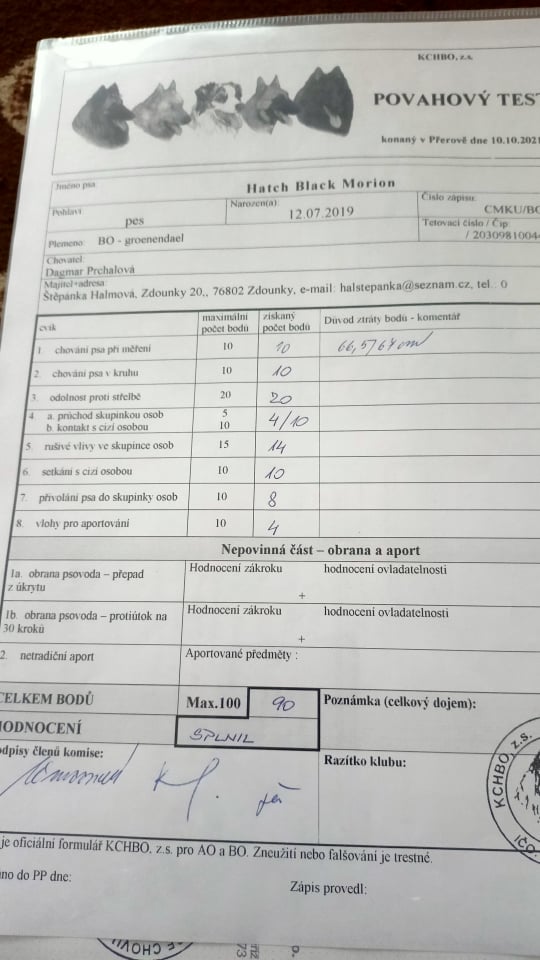 KCHBO, z.s.
POVAHOVÝ TEST
konaný v Přerově dne 10.10.2021
Jméno psa: Hatch Black Morion
Pohlaví pes Narozen(a): 12.07.2019 Číslo zápisu: CMKU/BO
Tetovací číslo / Čip
Plemeno: BO - groenendael / 2030981004
Chovatel:
Dagmar Prchalová
Majitel+adresa:
Štěpánka Halmová, Zdounky 20,, 76802 Zdounky, e-mail: halstepanka@seznam.cz, tel.: 0
cvik maximální počet bodů získaný počet bodů Důvod ztráty bodů - komentář
1. chování psa při měření 10 10 66,5/64 cm
2. chování psa v kruhu 10 10
3. odolnost proti střelbě 20 20
4. a. průchod skupinkou osob 5
b. kontakt s cizí osobou 10 4/10
5. rušivé vlivy ve skupince osob 15 14
6. setkání s cizí osobou 10 10
7. přivolání psa do skupinky osob 10 8
8. vlohy pro aportování 10 4
Nepovinná část – obrana a aport
1a. obrana psovoda – přepad z úkrytu Hodnocení zákroku + hodnocení ovladatelnosti
1b. obrana psovoda – protiútok na 30 kroků Hodnocení zákroku + hodnocení ovladatelnosti
2. netradiční aport Aportované předměty :
CELKEM BODŮ Max.100 90 Poznámka (celkový dojem):
HODNOCENÍ SPLNIL
odpisy členů komise: Razítko klubu:
KCHBO, z.s.
IČO
je oficiální formulář KCHBO, z.s. pro AO a BO. Zneužití nebo falšování je trestné.
áno do PP dne: Zápis provedl: